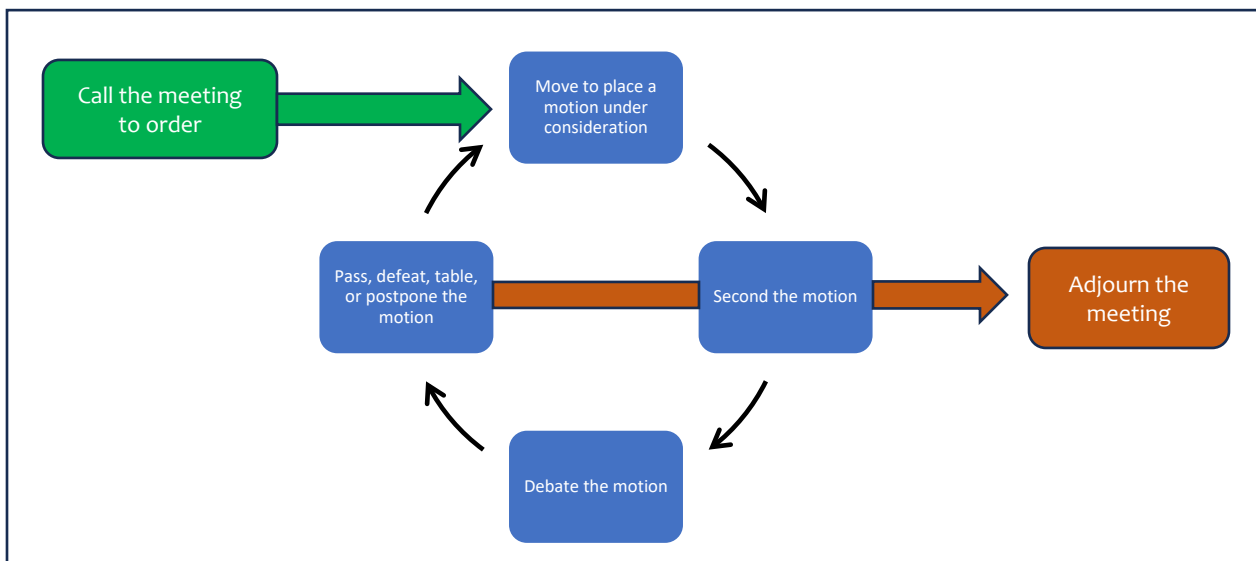 Call the meeting
to order
Move to place a
motion under
consideration
Pass, defeat, table,
or postpone the
motion
Second the motion
Adjourn the
meeting
Debate the motion